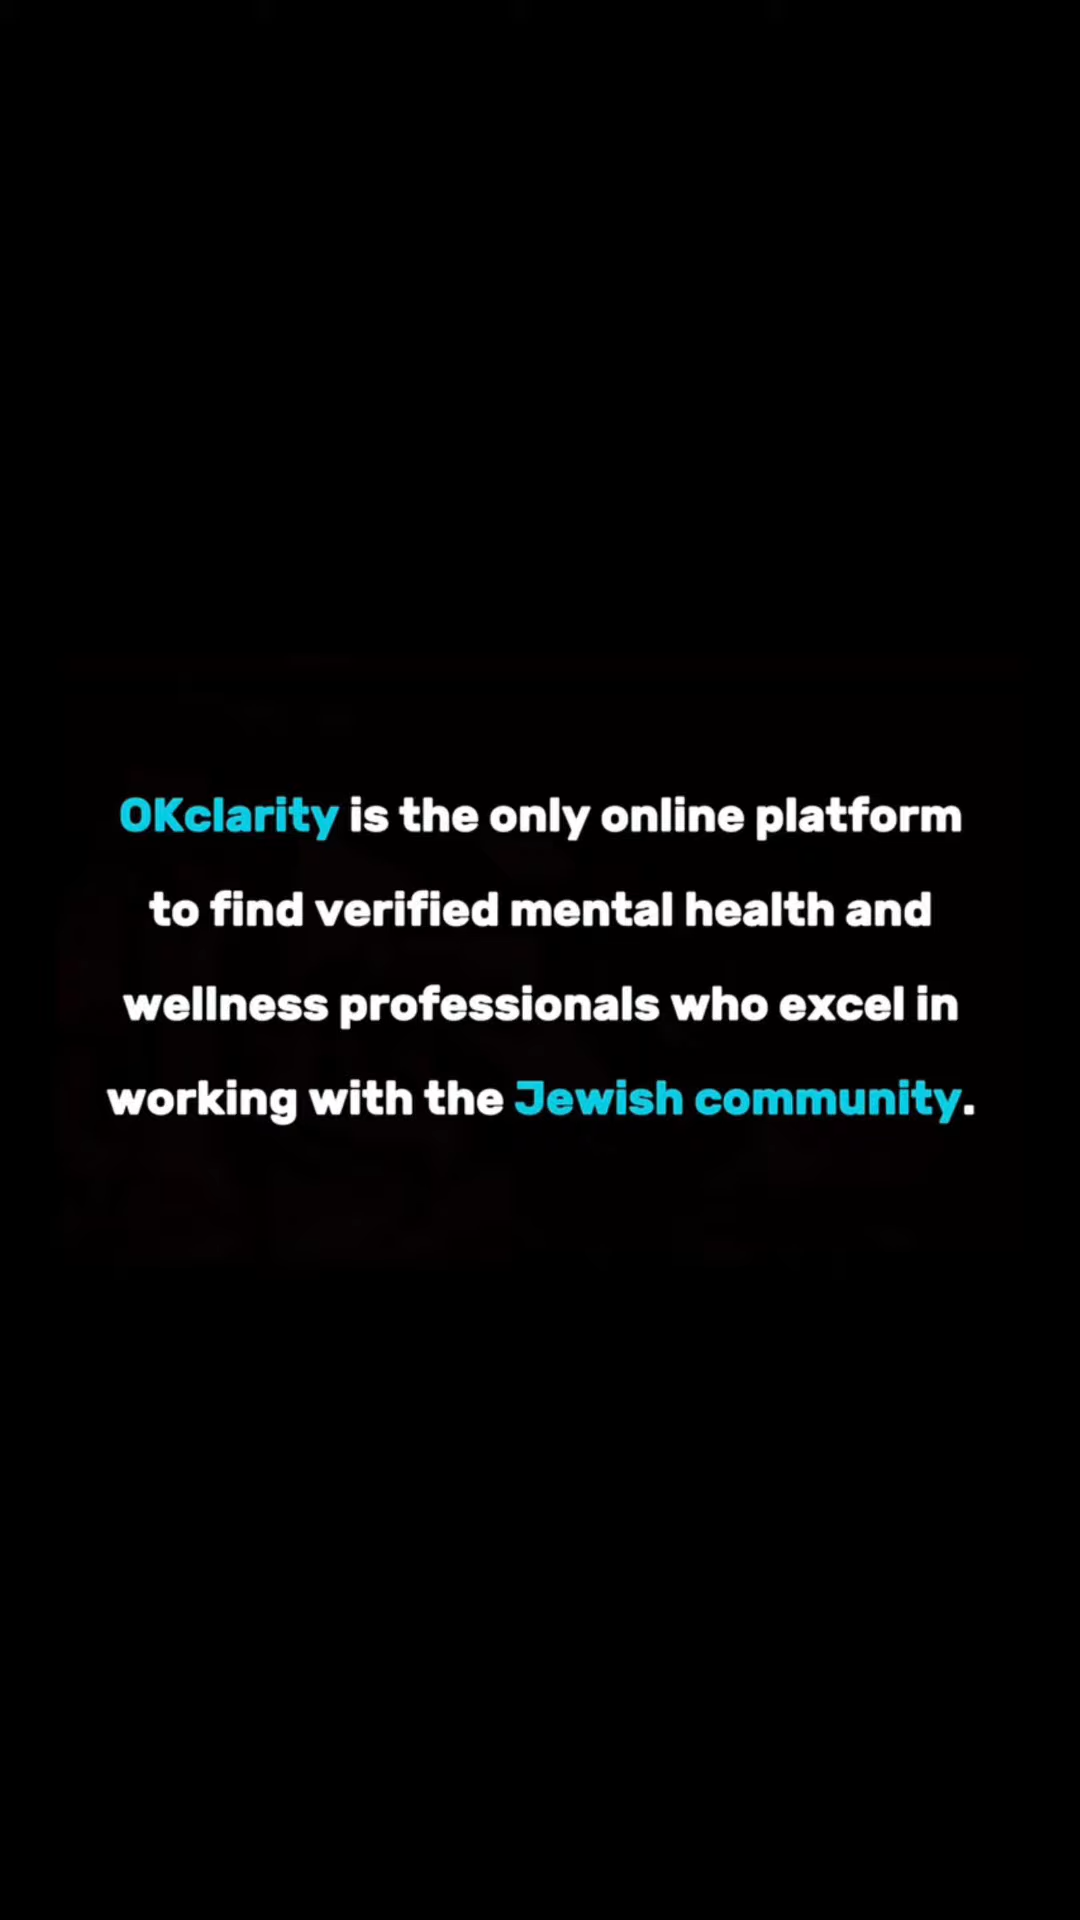 OKclarity is the only online platform
to find verified mental health and
wellness professionals who excel in
working with the Jewish community.